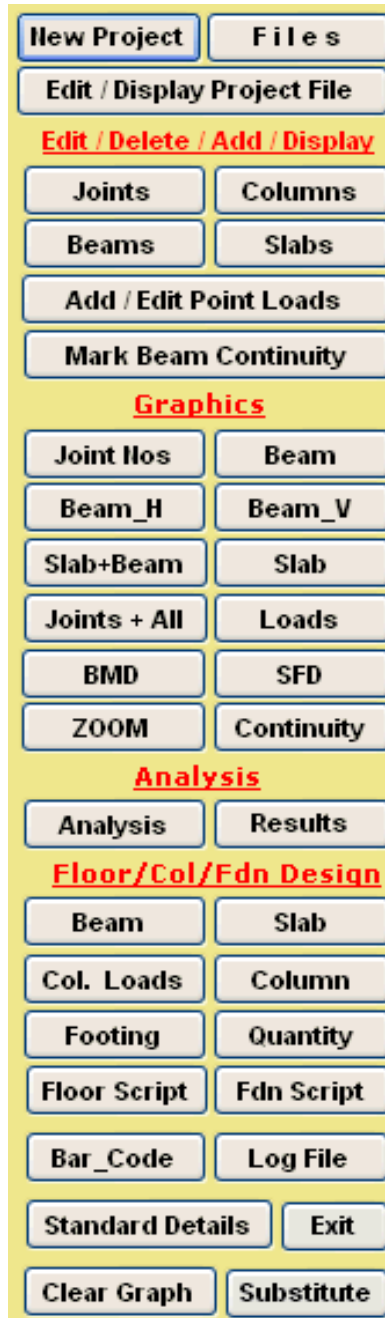 New Project F i l e s
Edit / Display Project File
Edit / Delete / Add / Display
Joints Columns
Beams Slabs
Add / Edit Point Loads
Mark Beam Continuity
Graphics
Joint Nos Beam
Beam_H Beam_V
Slab+Beam Slab
Joints + All Loads
BMD SFD
ZOOM Continuity
Analysis
Analysis Results
Floor/Col/Fdn Design
Beam Slab
Col. Loads Column
Footing Quantity
Floor Script Fdn Script
Bar_Code Log File
Standard Details Exit
Clear Graph Substitute